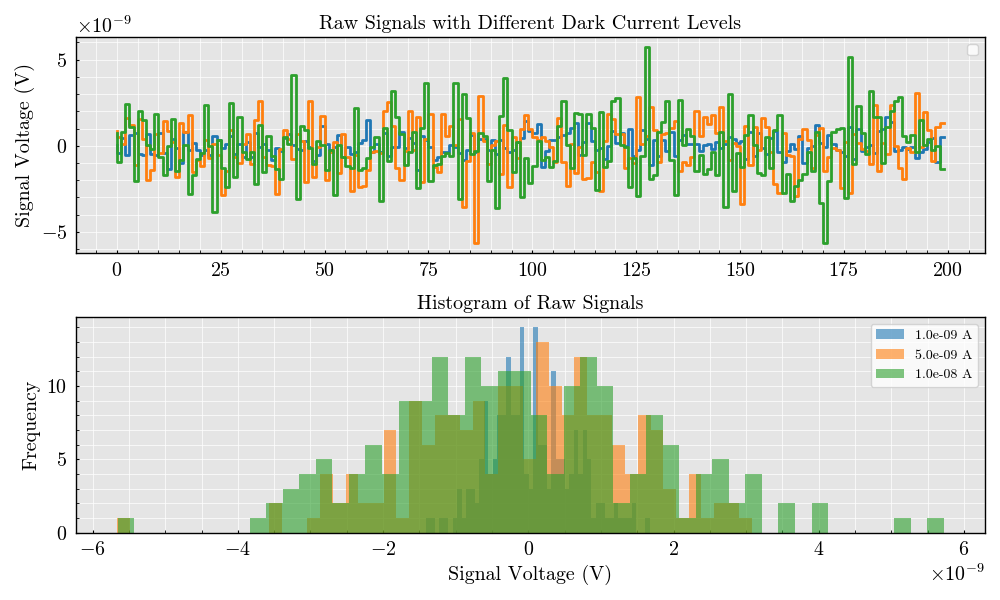 Raw Signals with Different Dark Current Levels
×10⁻⁹
Signal Voltage (V)
5
0
−5
0 25 50 75 100 125 150 175 200
Histogram of Raw Signals
Frequency
10
5
0
1.0e-09 A
5.0e-09 A
1.0e-08 A
−6 −4 −2 0 2 4 6
Signal Voltage (V)
×10⁻⁹